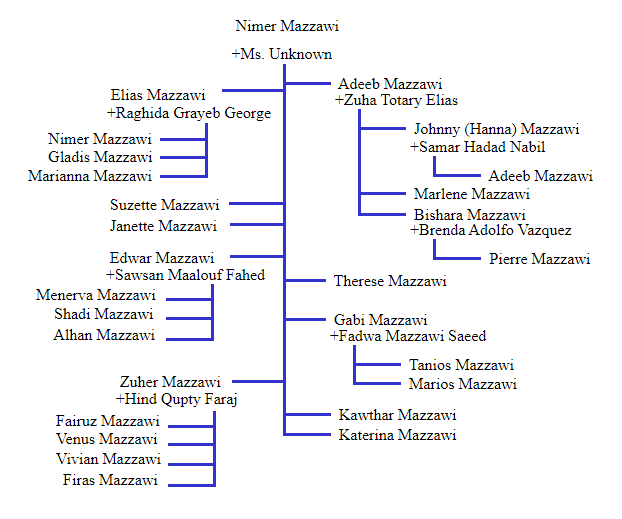 Nimer Mazzawi
+Ms. Unknown
Elias Mazzawi
+Raghida Grayeb George
Nimer Mazzawi
Gladis Mazzawi
Marianna Mazzawi
Suzette Mazzawi
Janette Mazzawi
Edwar Mazzawi
+Sawsan Maalouf Fahed
Menerva Mazzawi
Shadi Mazzawi
Alhan Mazzawi
Zuher Mazzawi
+Hind Qupty Faraj
Fairuz Mazzawi
Venus Mazzawi
Vivian Mazzawi
Firas Mazzawi
Adeeb Mazzawi
+Zuha Totary Elias
Johnny (Hanna) Mazzawi
+Samar Hadad Nabil
Adeeb Mazzawi
Marlene Mazzawi
Bishara Mazzawi
+Brenda Adolfo Vazquez
Pierre Mazzawi
Therese Mazzawi
Gabi Mazzawi
+Fadwa Mazzawi Saeed
Tanios Mazzawi
Marios Mazzawi
Kawthar Mazzawi
Katerina Mazzawi